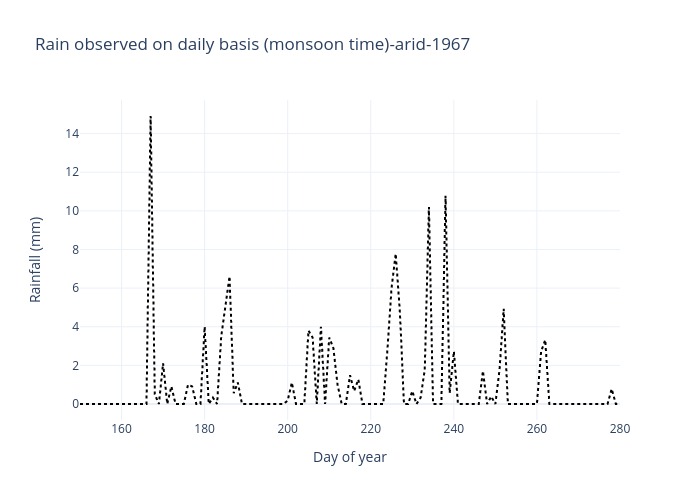 Rain observed on daily basis (monsoon time)-arid-1967
14
12
10
8
6
4
2
0
Rainfall (mm)
160 180 200 220 240 260 280
Day of year